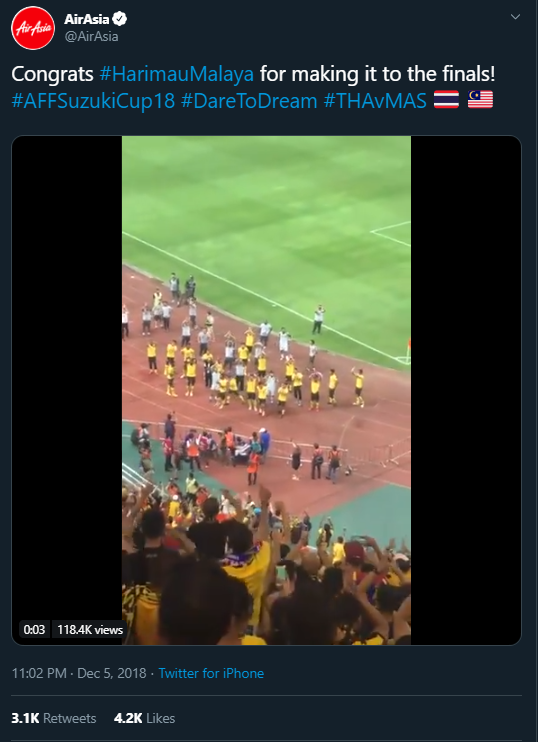 AirAsia
AirAsia
@AirAsia
Congrats #HarimauMalaya for making it to the finals!
#AFFSuzukiCup18 #DareToDream #THAvMAS 🇹🇭 🇲🇾
0:03 118.4K views
11:02 PM · Dec 5, 2018 · Twitter for iPhone
3.1K Retweets 4.2K Likes